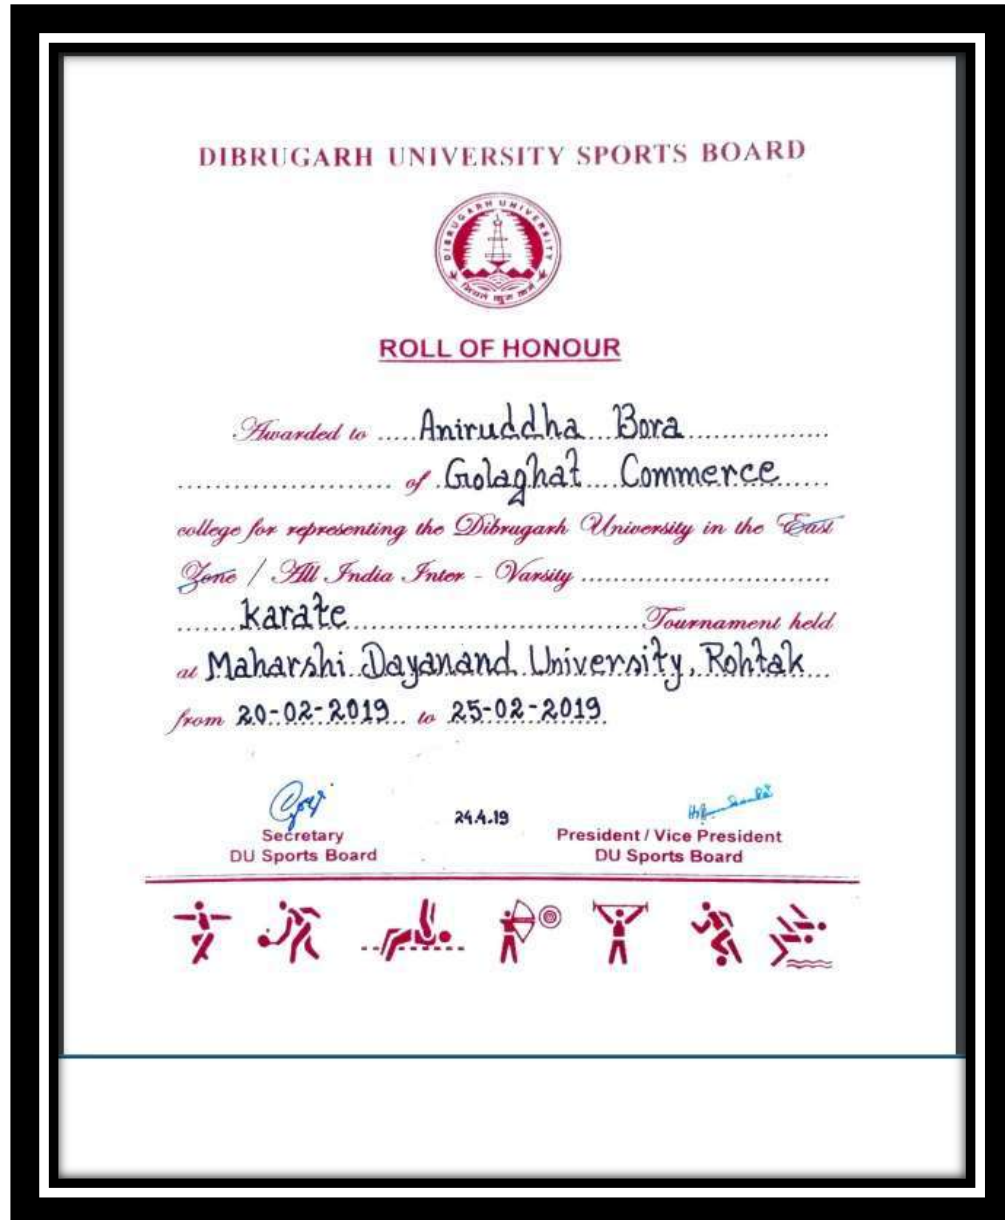 DIBRUGARH UNIVERSITY SPORTS BOARD
DIBRUGARH UNIVERSITY
ROLL OF HONOUR
Awarded to ..... Aniruddha Bora .................
........................ of Golaghat Commerce ......
college for representing the Dibrugarh University in the East
Zone / All India Inter - Varsity ............................
...... karate ................................. Tournament held
at Maharshi Dayanand University, Rohtak ...
from 20-02-2019 .. to 25-02-2019
24.4.19
Secretary
DU Sports Board
President / Vice President
DU Sports Board